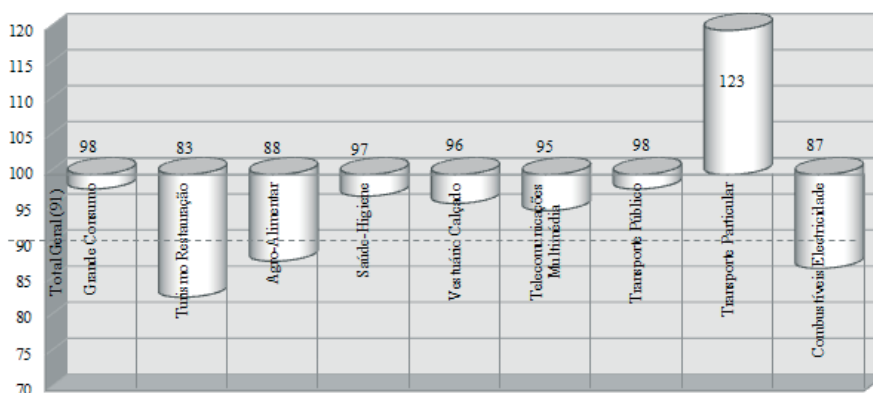 120
115
110
105
100
95
90
85
80
75
70
98
83
88
97
96
95
98
123
87
Total Geral (91)
Grande Consumo
Turismo Restauração
Agro-Alimentar
Saúde-Higiene
Vestuário Calçado
Telecomunicações
Multimédia
Transporte Público
Transporte Particular
Combustíveis Electricidade